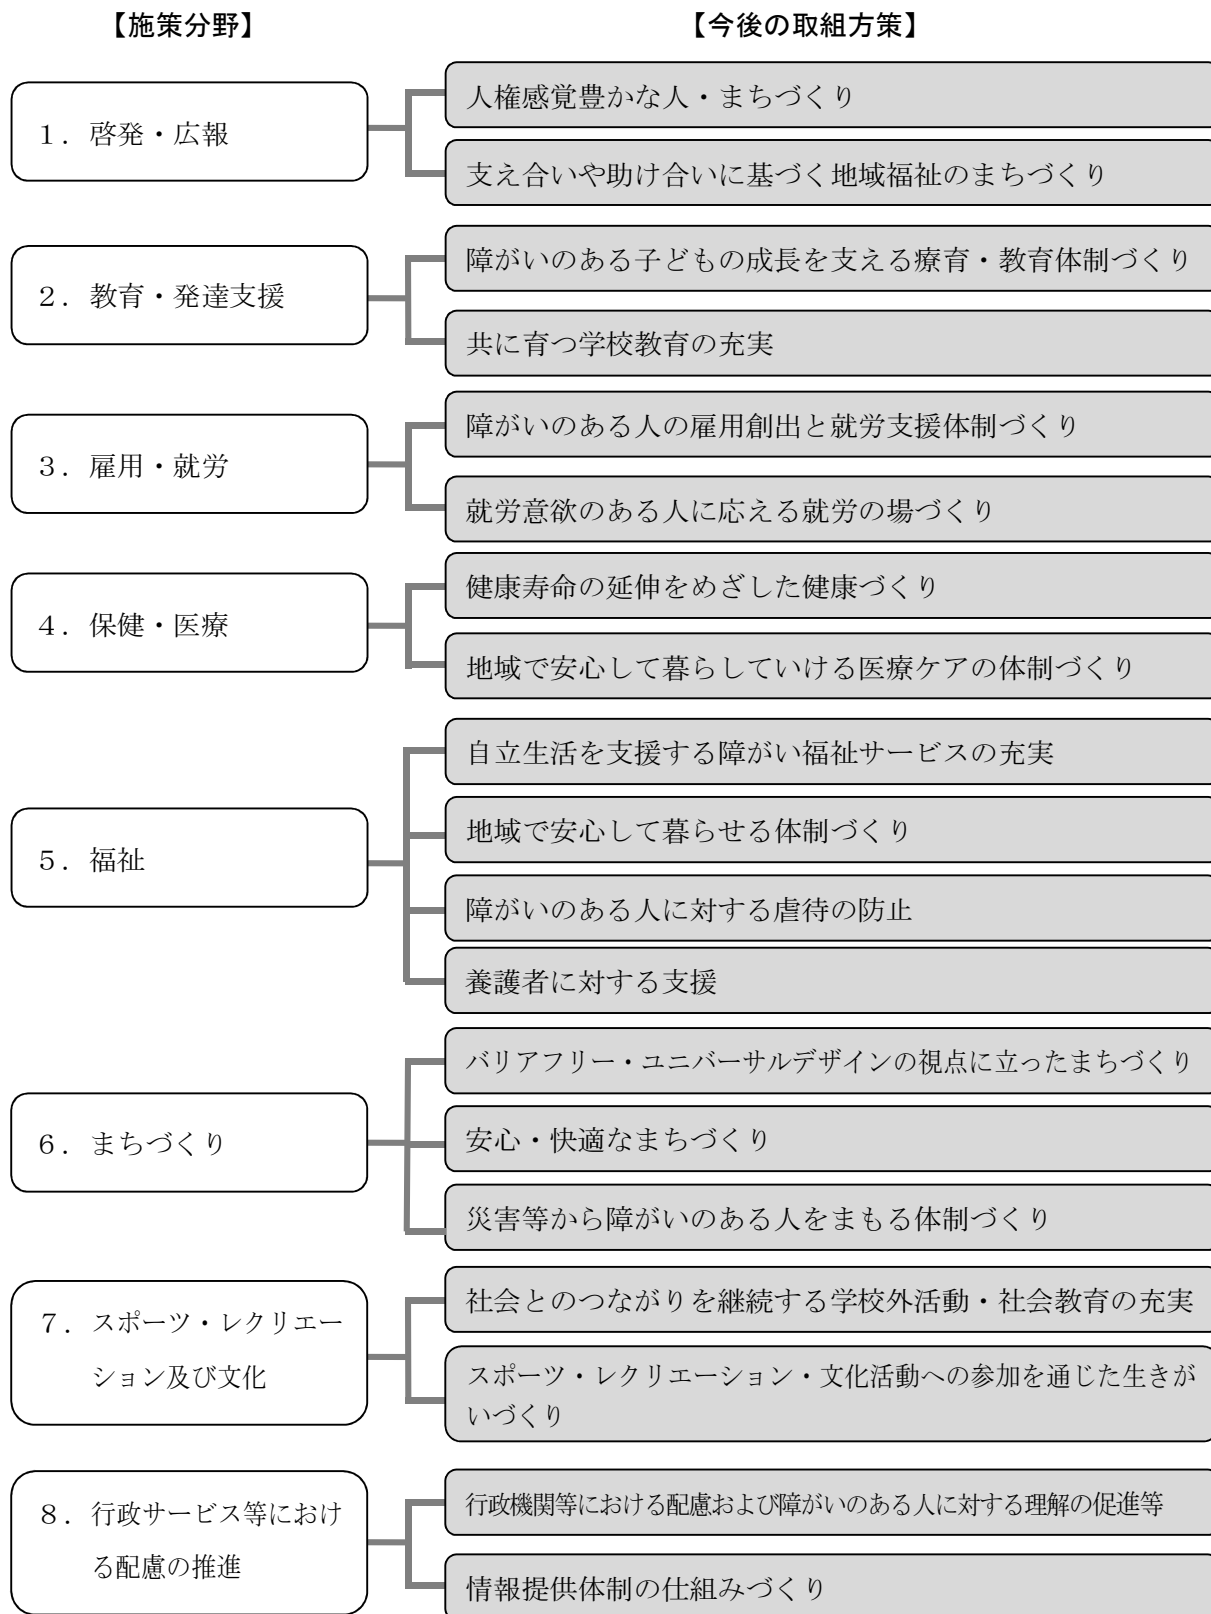 【施策分野】
【今後の取組方策】
１．啓発・広報
人権感覚豊かな人・まちづくり
支え合いや助け合いに基づく地域福祉のまちづくり
２．教育・発達支援
障がいのある子どもの成長を支える療育・教育体制づくり
共に育つ学校教育の充実
３．雇用・就労
障がいのある人の雇用創出と就労支援体制づくり
就労意欲のある人に応える就労の場づくり
４．保健・医療
健康寿命の延伸をめざした健康づくり
地域で安心して暮らしていける医療ケアの体制づくり
５．福祉
自立生活を支援する障がい福祉サービスの充実
地域で安心して暮らせる体制づくり
障がいのある人に対する虐待の防止
養護者に対する支援
６．まちづくり
バリアフリー・ユニバーサルデザインの視点に立ったまちづくり
安心・快適なまちづくり
災害等から障がいのある人をまもる体制づくり
７．スポーツ・レクリエー
ション及び文化
社会とのつながりを継続する学校外活動・社会教育の充実
スポーツ・レクリエーション・文化活動への参加を通じた生きが
いづくり
８．行政サービス等におけ
る配慮の推進
行政機関等における配慮および障がいのある人に対する理解の促進等
情報提供体制の仕組みづくり